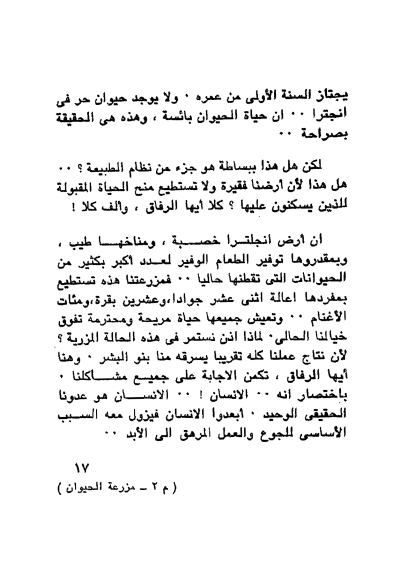 يجتاز السنة الأولى من عمره ٠ ولا يوجد حيوان حر فى
انجترا ٠٠ ان حياة الحيوان بائسة ، وهذه هى الحقيقة
بصراحة ٠٠
لكن هل هذا ببساطة هو جزء من نظام الطبيعة ؟ ٠٠
هل هذا لأن أرضنا فقيرة ولا تستطيع منح الحياة المقبولة
للذين يسكنون عليها ؟ كلا أيها الرفاق ، وألف كلا !
ان أرض انجلترا خصبة ، ومناخها طيب ،
وبمقدروها توفير الطعام الوفير لعدد أكبر بكثير من
الحيوانات التى تقطنها حاليا ٠٠ فمزرعتنا هذه تستطيع
بمفردها اعالة اثنى عشر جوادا،وعشرين بقرة،ومئات
الأغنام ٠٠ وتعيش جميعها حياة مريحة ومحترمة تفوق
خيالنا الحالى٠ لماذا اذن نستمر فى هذه الحالة المزرية ؟
لأن نتاج عملنا كله تقريبا يسرقه منا بنو البشر ٠ وهنا
أيها الرفاق ، تكمن الاجابة على جميع مشاكلنا ٠
باختصار انه ٠٠ الانسان ! ٠٠ الانسان هو عدونا
الحقيقى الوحيد ٠ أبعدوا الانسان فيزول معه السبب
الأساسى للجوع والعمل المرهق الى الأبد ٠٠
١٧
( م ٢ ــ مزرعة الحيوان )